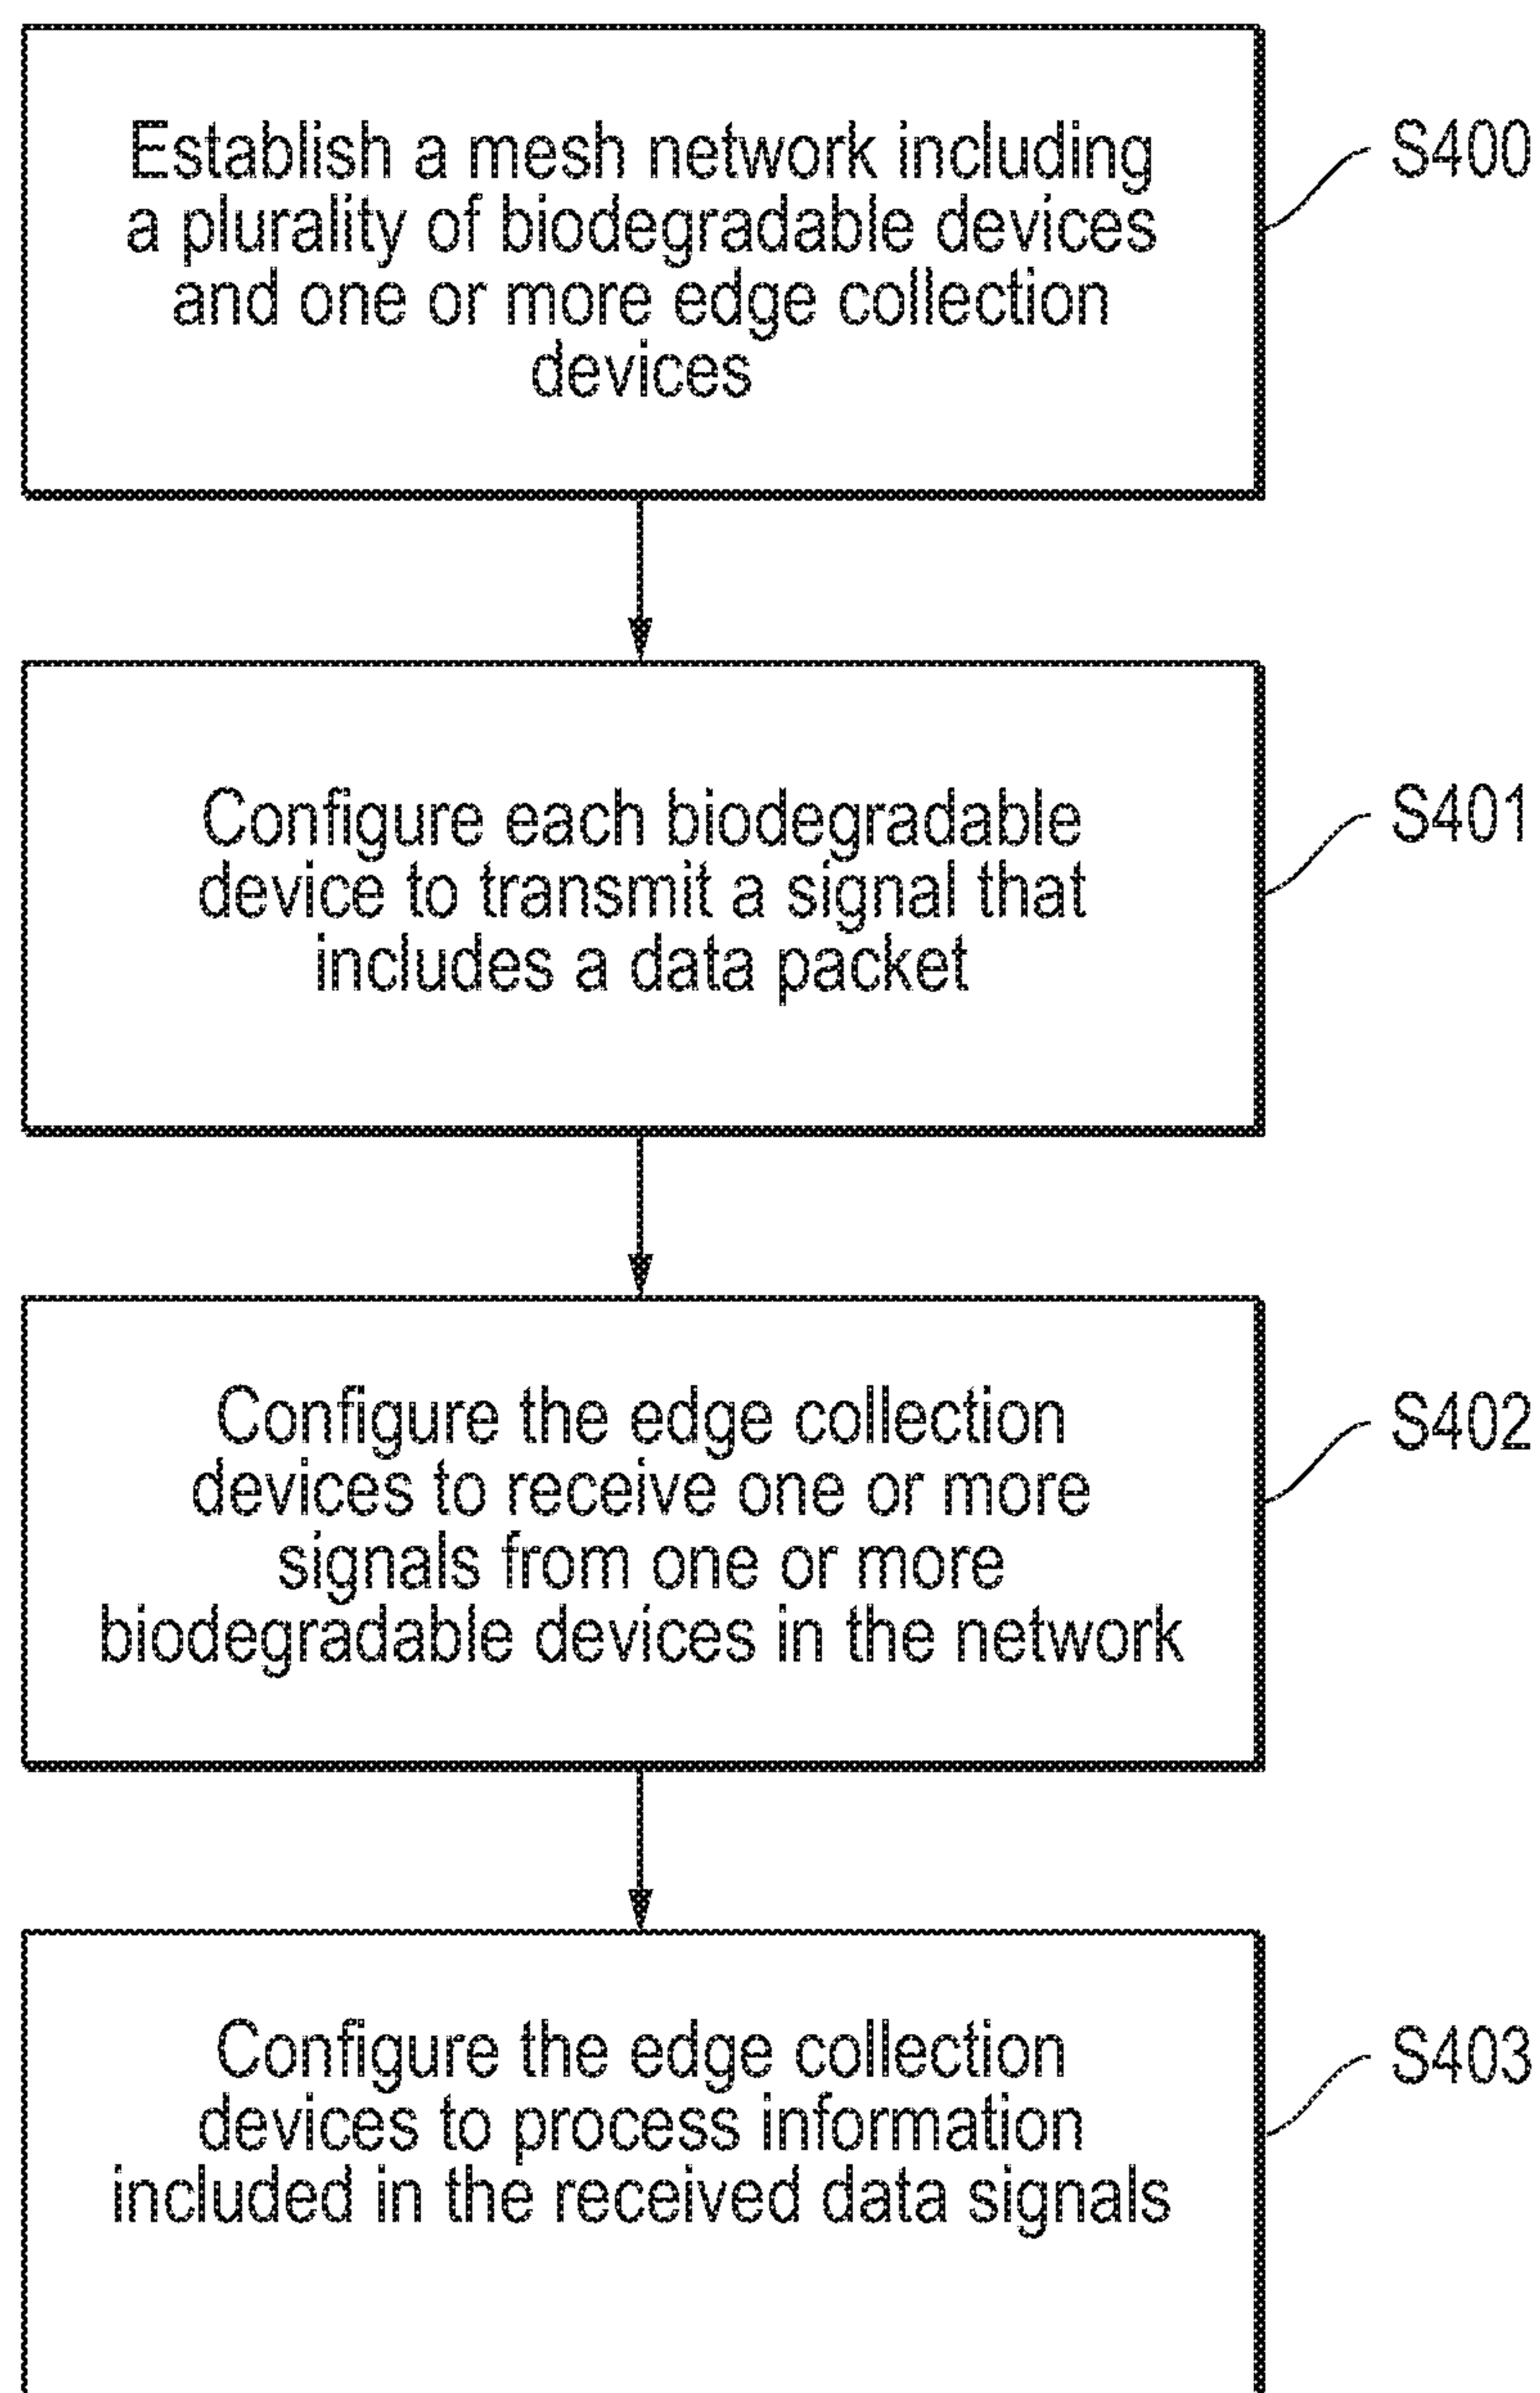 Establish a mesh network including
a plurality of biodegradable devices
and one or more edge collection
devices
S400
Configure each biodegradable
device to transmit a signal that
includes a data packet
S401
Configure the edge collection
devices to receive one or more
signals from one or more
biodegradable devices in the network
S402
Configure the edge collection
devices to process information
included in the received data signals
S403